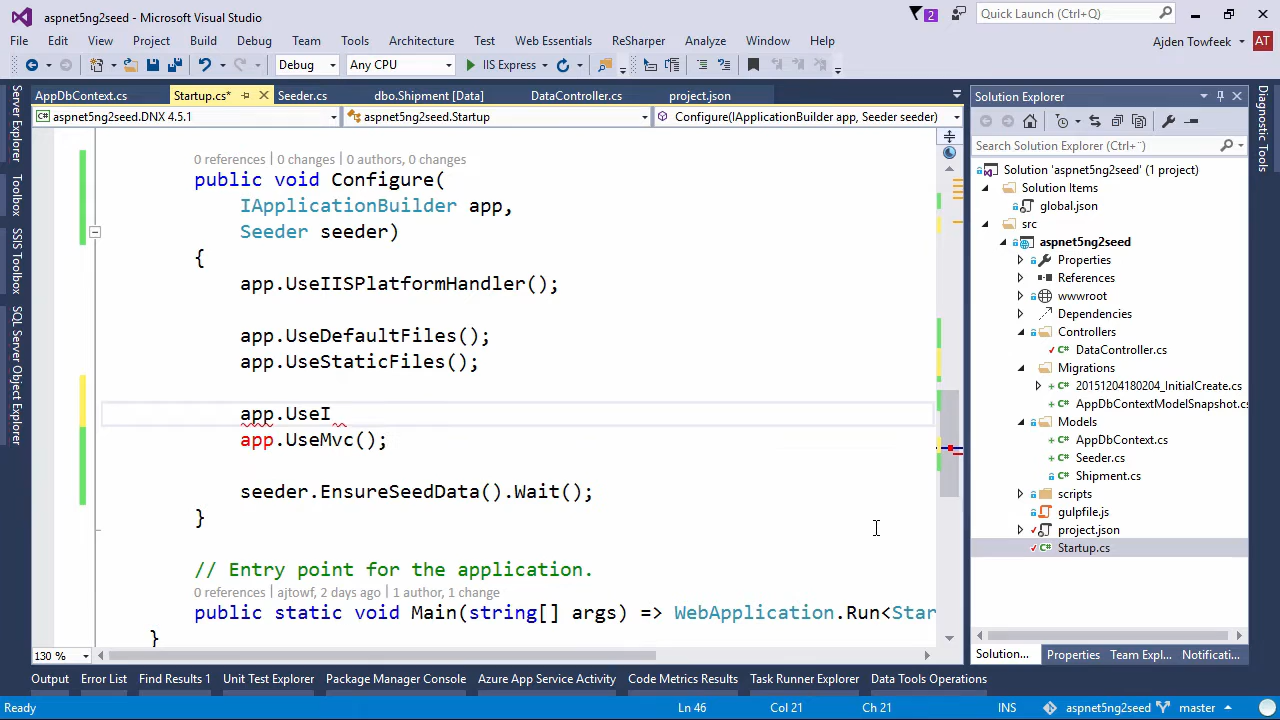 aspnet5ng2seed - Microsoft Visual Studio
2
Quick Launch (Ctrl+Q)
File Edit View Project Build Debug Team Tools Architecture Test Web Essentials ReSharper Analyze Window Help
Ajden Towfeek AT
Debug Any CPU IIS Express
AppDbContext.cs Startup.cs* Seeder.cs dbo.Shipment [Data] DataController.cs project.json
aspnet5ng2seed.DNX 4.5.1 aspnet5ng2seed.Startup Configure(IApplicationBuilder app, Seeder seeder)
Server Explorer
Toolbox
SSIS Toolbox
SQL Server Object Explorer
0 references | 0 changes | 0 authors, 0 changes
public void Configure(
IApplicationBuilder app,
Seeder seeder)
{
app.UseIISPlatformHandler();
app.UseDefaultFiles();
app.UseStaticFiles();
app.UseI
app.UseMvc();
seeder.EnsureSeedData().Wait();
}
// Entry point for the application.
0 references | ajtowf, 2 days ago | 1 author, 1 change
public static void Main(string[] args) => WebApplication.Run<Star
}
130 %
Solution Explorer
Search Solution Explorer (Ctrl+¨)
Solution 'aspnet5ng2seed' (1 project)
Solution Items
global.json
src
aspnet5ng2seed
Properties
References
wwwroot
Dependencies
Controllers
DataController.cs
Migrations
20151204180204_InitialCreate.cs
AppDbContextModelSnapshot.cs
Models
AppDbContext.cs
Seeder.cs
Shipment.cs
scripts
gulpfile.js
project.json
Startup.cs
Solution... Properties Team Expl... Notificati...
Diagnostic Tools
Output Error List Find Results 1 Unit Test Explorer Package Manager Console Azure App Service Activity Code Metrics Results Task Runner Explorer Data Tools Operations
Ready Ln 46 Col 21 Ch 21 INS aspnet5ng2seed master